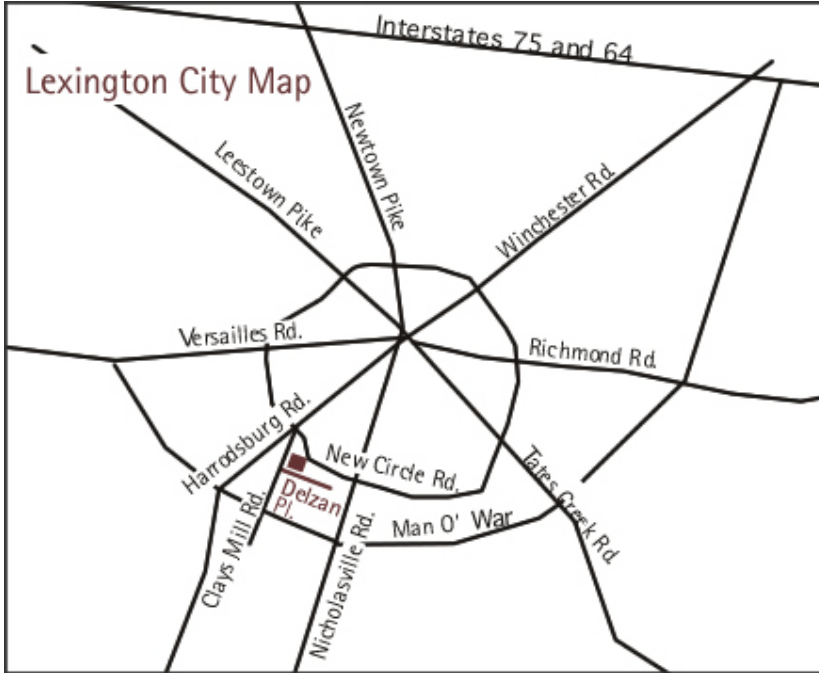 Interstates 75 and 64
Lexington City Map
Newtown Pike
Leestown Pike
Winchester Rd.
Versailles Rd.
Richmond Rd.
Harrodsburg Rd.
New Circle Rd.
Tates Creek Rd.
Delzan
Pl.
Man O' War
Clays Mill Rd.
Nicholasville Rd.